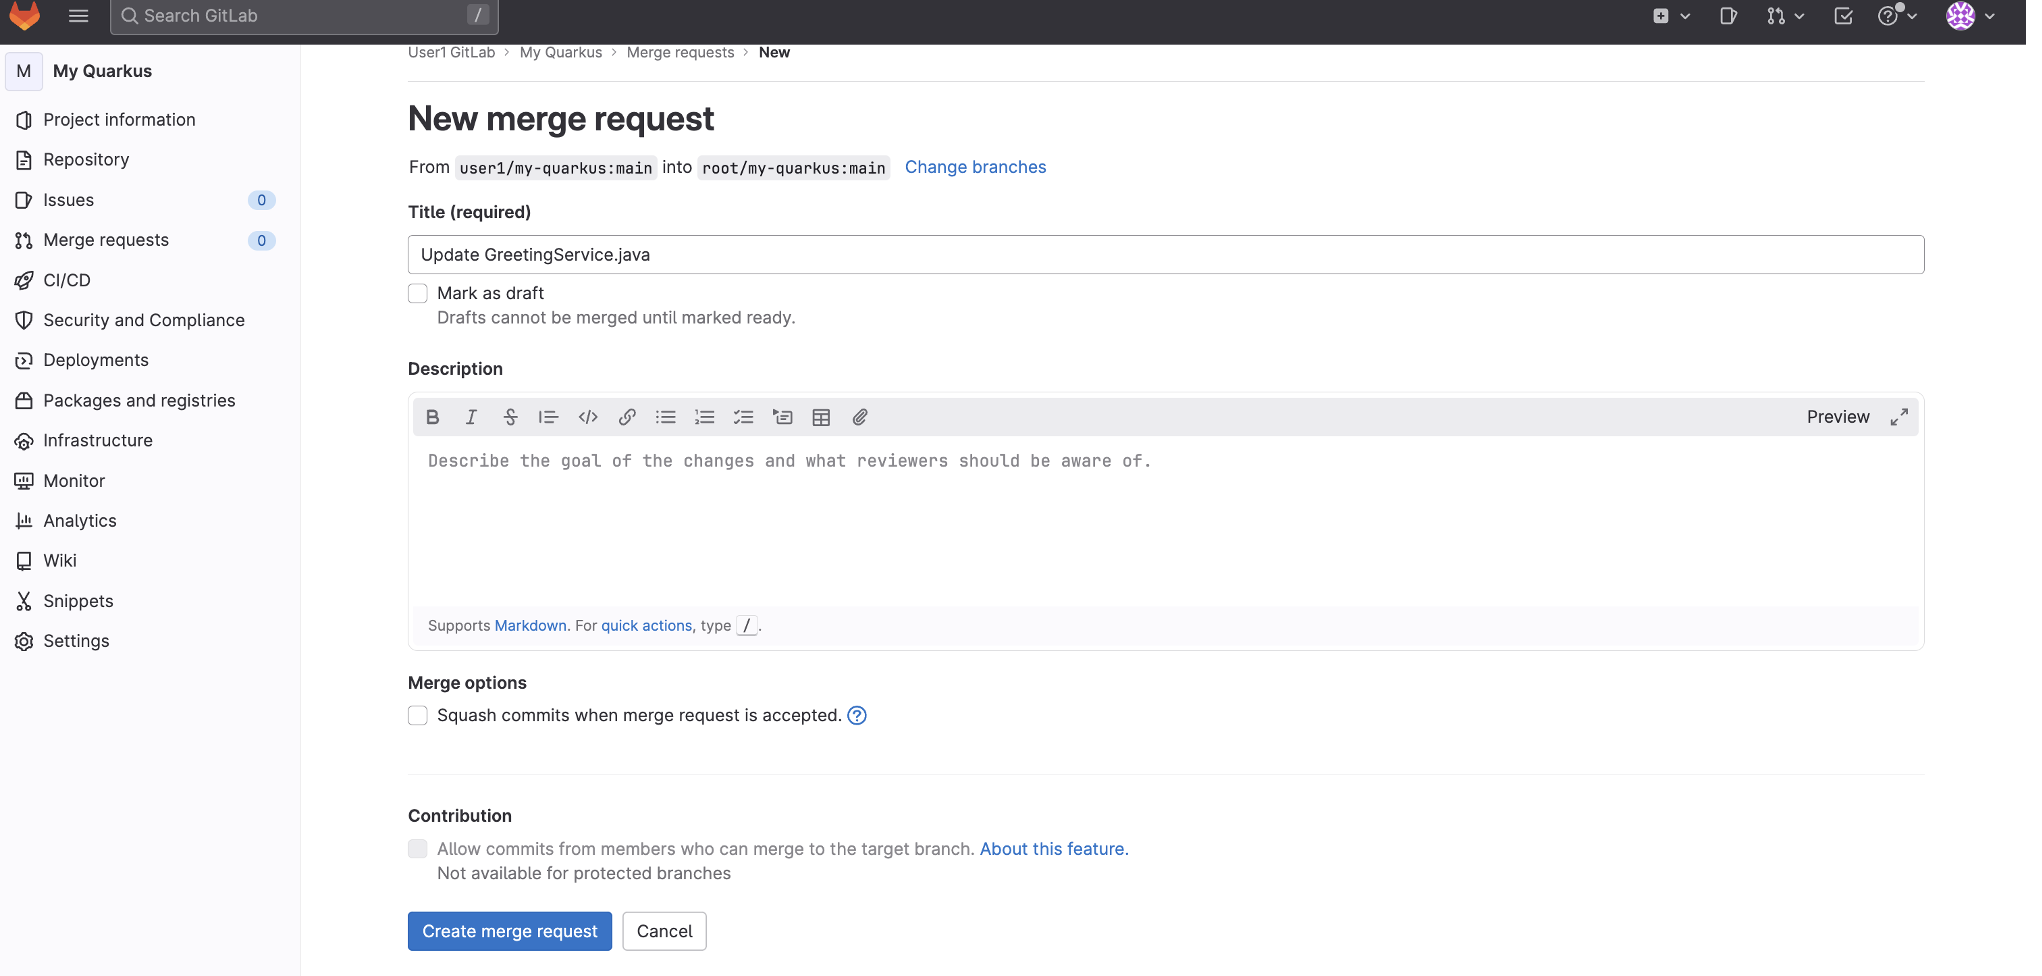 Search GitLab /
User1 GitLab > My Quarkus > Merge requests > New
M My Quarkus
Project information
Repository
Issues 0
Merge requests 0
CI/CD
Security and Compliance
Deployments
Packages and registries
Infrastructure
Monitor
Analytics
Wiki
Snippets
Settings
New merge request
From user1/my-quarkus:main into root/my-quarkus:main Change branches
Title (required)
Update GreetingService.java
Mark as draft
Drafts cannot be merged until marked ready.
Description
Preview
Describe the goal of the changes and what reviewers should be aware of.
Supports Markdown. For quick actions, type /.
Merge options
Squash commits when merge request is accepted.
Contribution
Allow commits from members who can merge to the target branch. About this feature.
Not available for protected branches
Create merge request Cancel